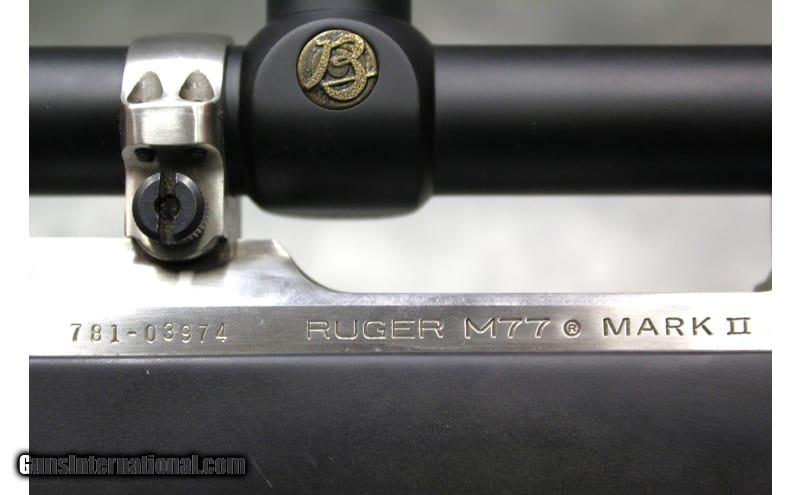 B
781-03974 RUGER M77 ® MARK II
GunsInternational.com